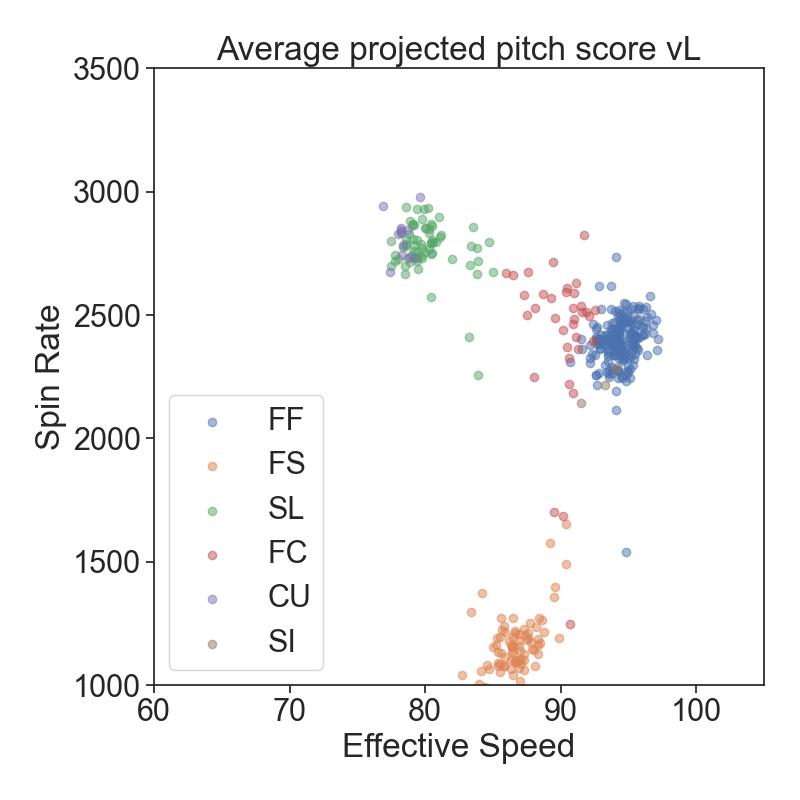 Average projected pitch score vL
3500
3000
2500
2000
1500
1000
Spin Rate
FF
FS
SL
FC
CU
SI
60 70 80 90 100
Effective Speed